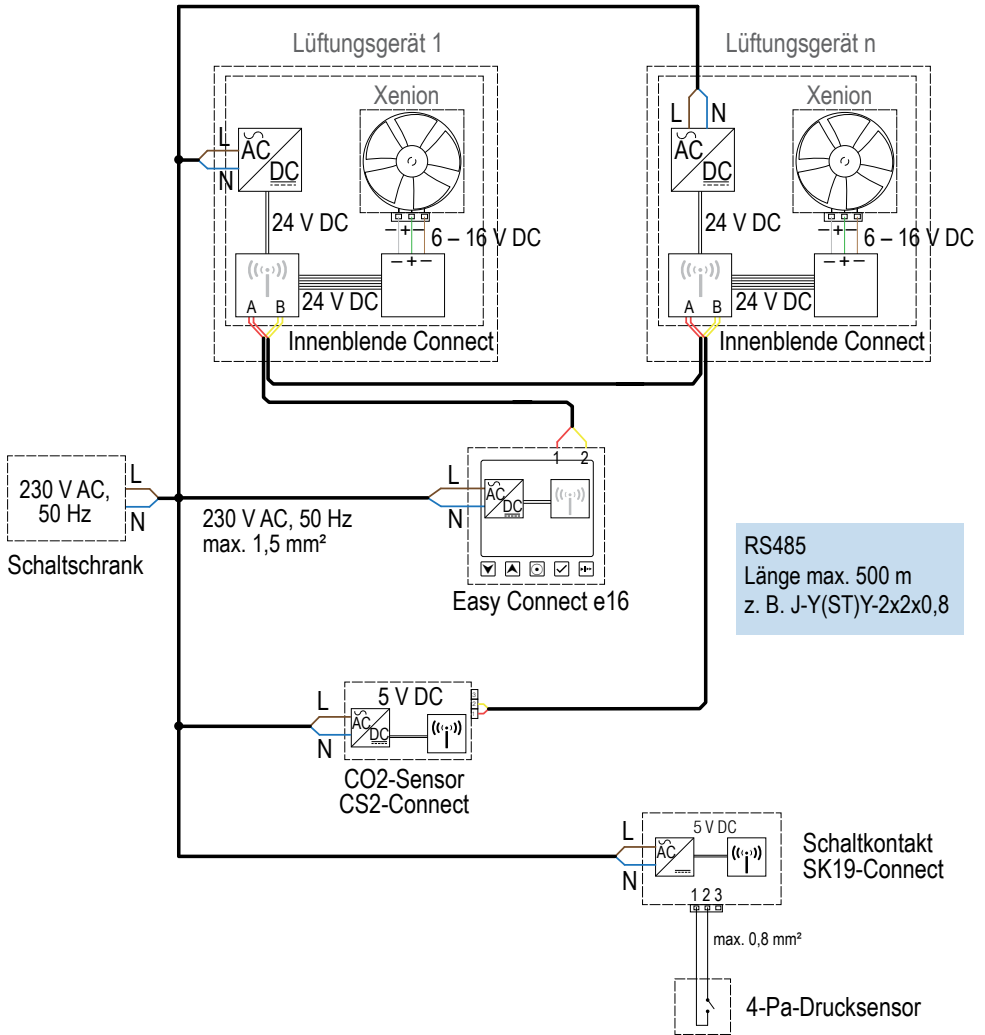 Lüftungsgerät 1
Lüftungsgerät n
Xenion
Xenion
L
N
AC
DC
L N
AC
DC
24 V DC
– + –
6 – 16 V DC
24 V DC
– + –
6 – 16 V DC
– + –
– + –
24 V DC
24 V DC
A B
A B
Innenblende Connect
Innenblende Connect
1 2
230 V AC,
50 Hz
L
N
Schaltschrank
230 V AC, 50 Hz
max. 1,5 mm²
L
N
AC
DC
Easy Connect e16
RS485
Länge max. 500 m
z. B. J-Y(ST)Y-2x2x0,8
5 V DC
L
N
AC
DC
3
2
1
CO2-Sensor
CS2-Connect
5 V DC
L
N
AC
1 2 3
Schaltkontakt
SK19-Connect
max. 0,8 mm²
4-Pa-Drucksensor